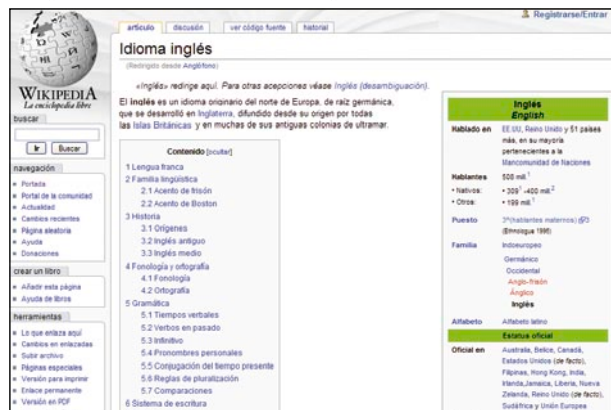 Registrarse/Entrar
artículo discusión ver código fuente historial
Idioma inglés
(Redirigido desde Anglófono)
«Inglés» redirige aquí. Para otras acepciones véase Inglés (desambiguación).
El inglés es un idioma originario del norte de Europa, de raíz germánica,
que se desarrolló en Inglaterra, difundido desde su origen por todas
las Islas Británicas y en muchas de sus antiguas colonias de ultramar.
WIKIPEDIA
La enciclopedia libre
buscar
Ir Buscar
navegación
Portada
Portal de la comunidad
Actualidad
Cambios recientes
Página aleatoria
Ayuda
Donaciones
crear un libro
Añadir esta página
Ayuda de libros
herramientas
Lo que enlaza aquí
Cambios en enlazadas
Subir archivo
Páginas especiales
Versión para imprimir
Enlace permanente
Versión en PDF
Contenido [ocultar]
1 Lengua franca
2 Familia lingüística
2.1 Acento de frisón
2.2 Acento de Boston
3 Historia
3.1 Orígenes
3.2 Inglés antiguo
3.3 Inglés medio
4 Fonología y ortografía
4.1 Fonología
4.2 Ortografía
5 Gramática
5.1 Tiempos verbales
5.2 Verbos en pasado
5.3 Infinitivo
5.4 Pronombres personales
5.5 Conjugación del tiempo presente
5.6 Reglas de pluralización
5.7 Comparaciones
6 Sistema de escritura
Inglés
English
Hablado en EE.UU, Reino Unido y 51 países
más, en su mayoría
pertenecientes a la
Mancomunidad de Naciones
Hablantes 508 mill.¹
• Nativos: • 309¹ -400 mill.²
• Otros: • 199 mill.¹
Puesto 3º (hablantes maternos)
(Ethnologue 1996)
Familia Indoeuropeo
Germánico
Occidental
Anglo-frisón
Ánglico
Inglés
Alfabeto Alfabeto latino
Estatus oficial
Oficial en Australia, Belice, Canadá,
Estados Unidos (de facto),
Filipinas, Hong Kong, India,
Irlanda,Jamaica, Liberia, Nueva
Zelanda, Reino Unido (de facto),
Sudáfrica y Unión Europea